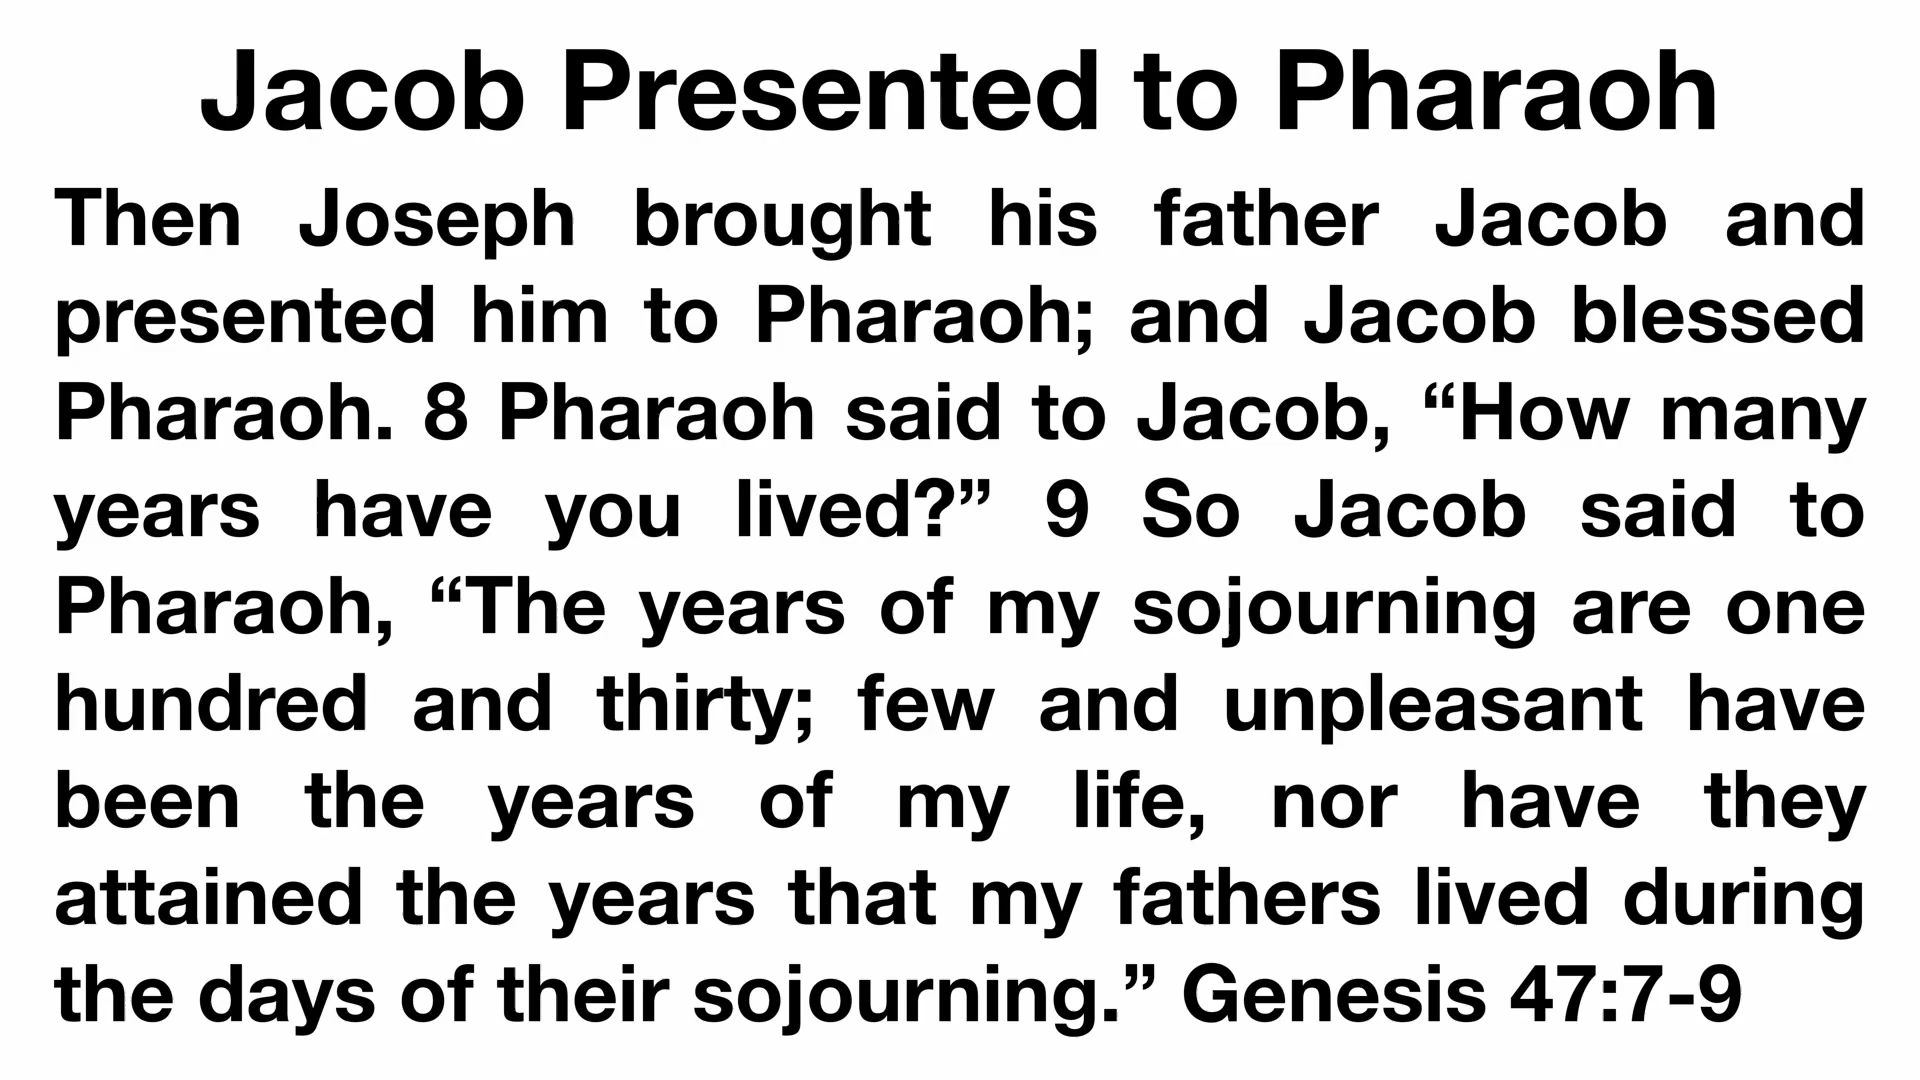 Jacob Presented to Pharaoh
Then Joseph brought his father Jacob and
presented him to Pharaoh; and Jacob blessed
Pharaoh. 8 Pharaoh said to Jacob, “How many
years have you lived?” 9 So Jacob said to
Pharaoh, “The years of my sojourning are one
hundred and thirty; few and unpleasant have
been the years of my life, nor have they
attained the years that my fathers lived during
the days of their sojourning.” Genesis 47:7-9